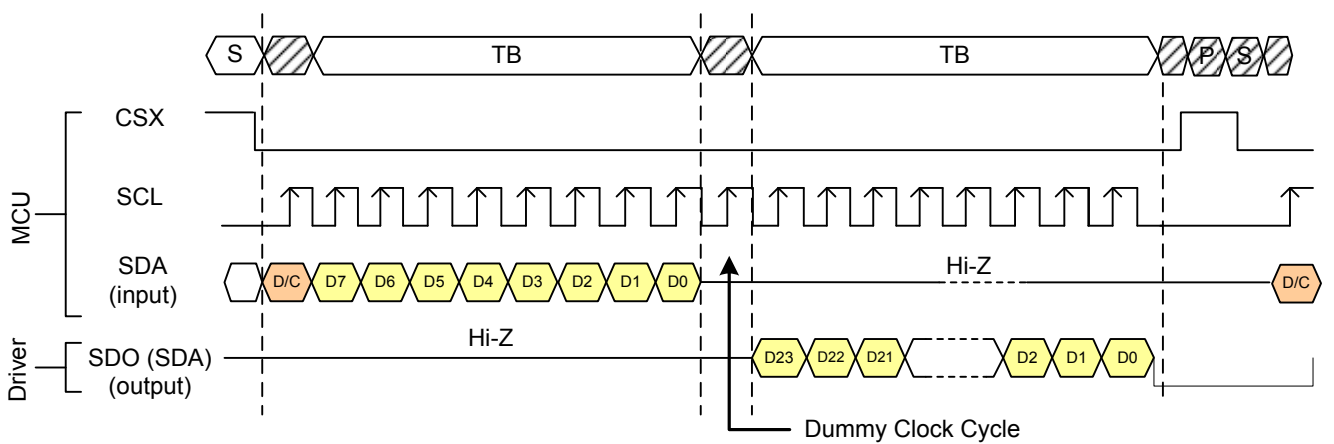 S TB TB P S
CSX
MCU
SCL
SDA
(input)
D/C D7 D6 D5 D4 D3 D2 D1 D0 Hi-Z D/C
Hi-Z
Driver
SDO (SDA)
(output)
D23 D22 D21 D2 D1 D0
Dummy Clock Cycle